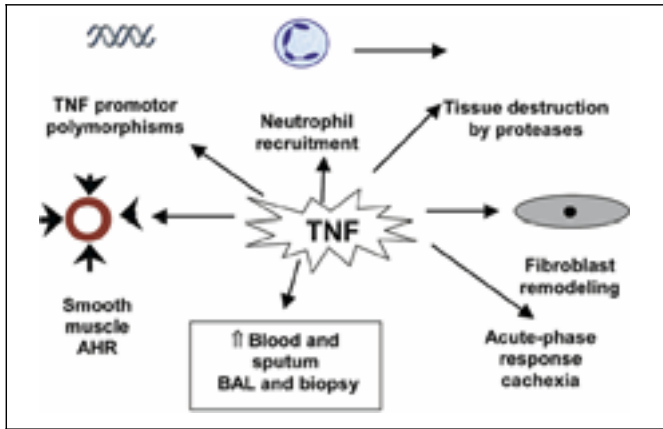 TNF promotor
polymorphisms
Neutrophil
recruitment
Tissue destruction
by proteases
TNF
Smooth
muscle
AHR
⇑ Blood and
sputum
BAL and biopsy
Fibroblast
remodeling
Acute-phase
response
cachexia